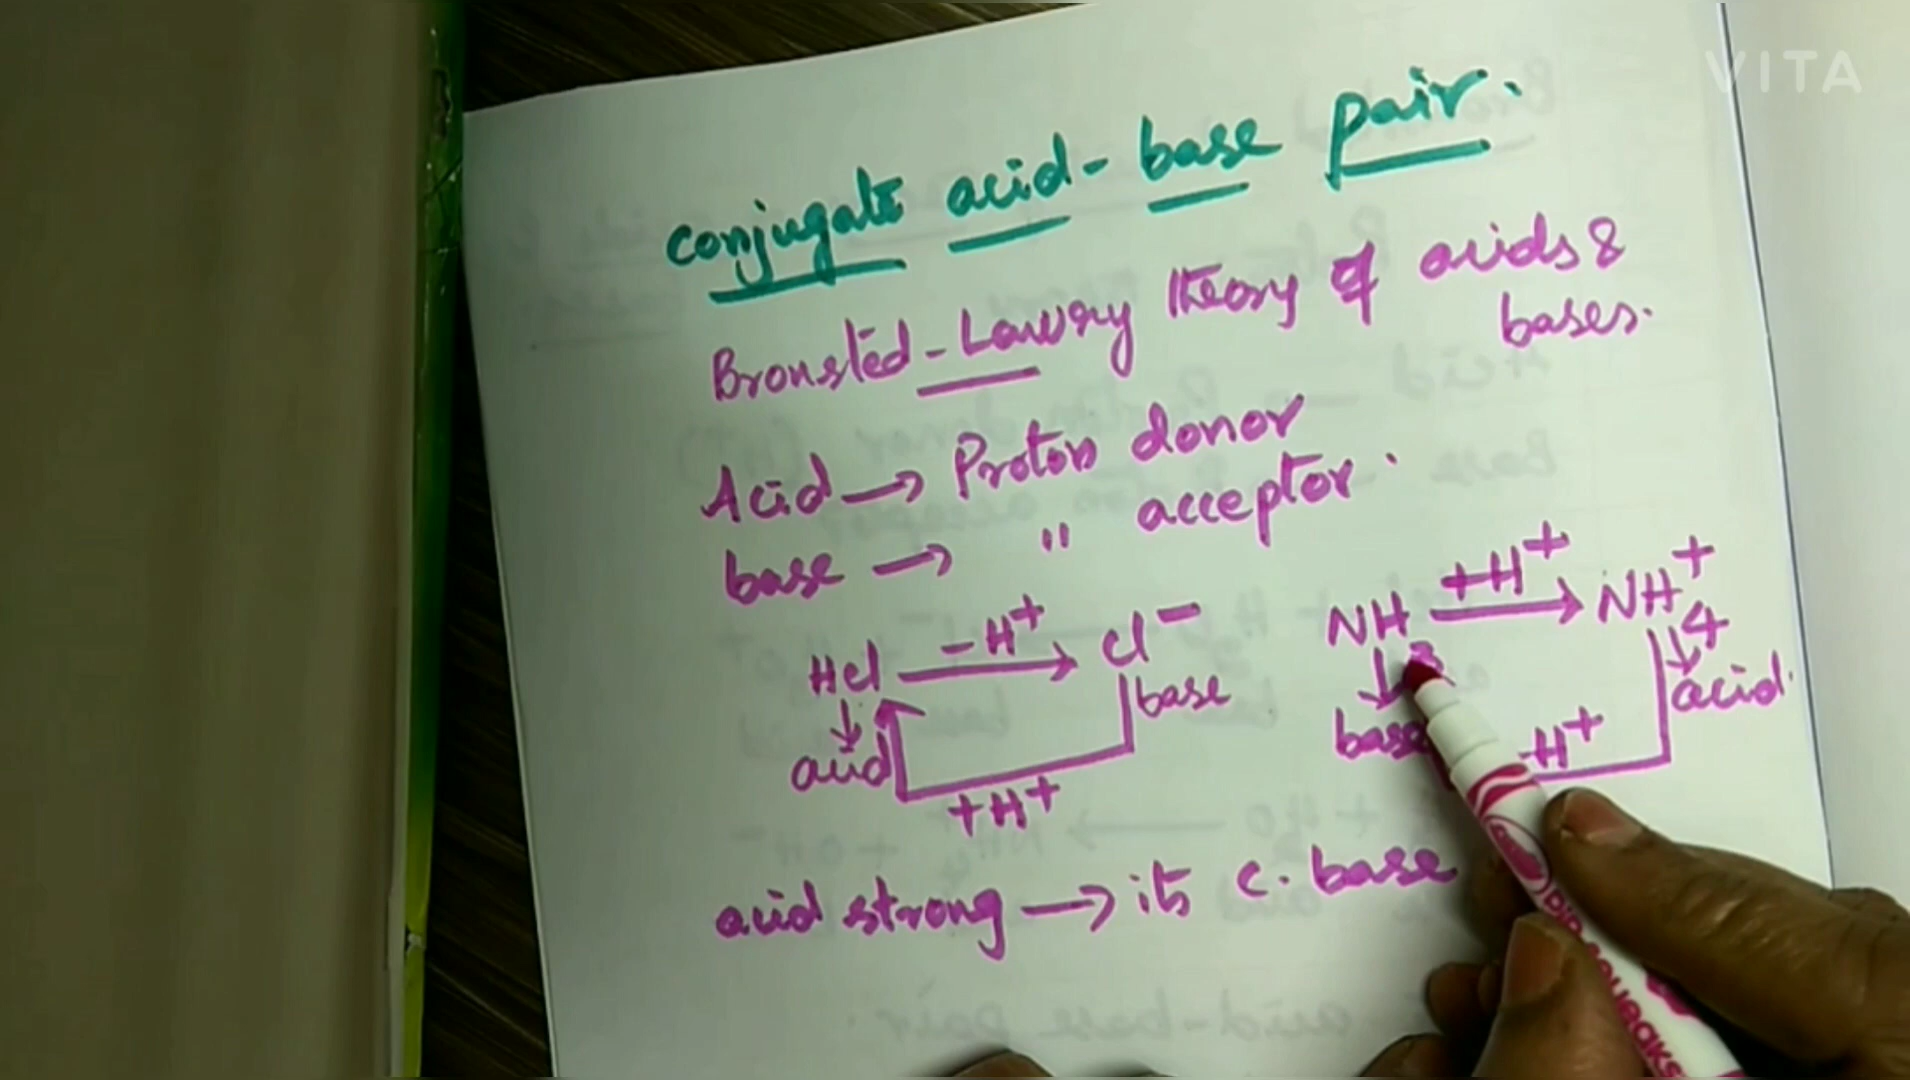 VITA
conjugate acid-base pair.
Bronsted-Lowry theory of acids &
bases.
Acid → Proton donor
base → " acceptor.
HCl —-H⁺→ Cl⁻
acid
base
+H⁺
NH₃ —+H⁺→ NH₄⁺
base
acid.
-H⁺
acid strong → its c. base